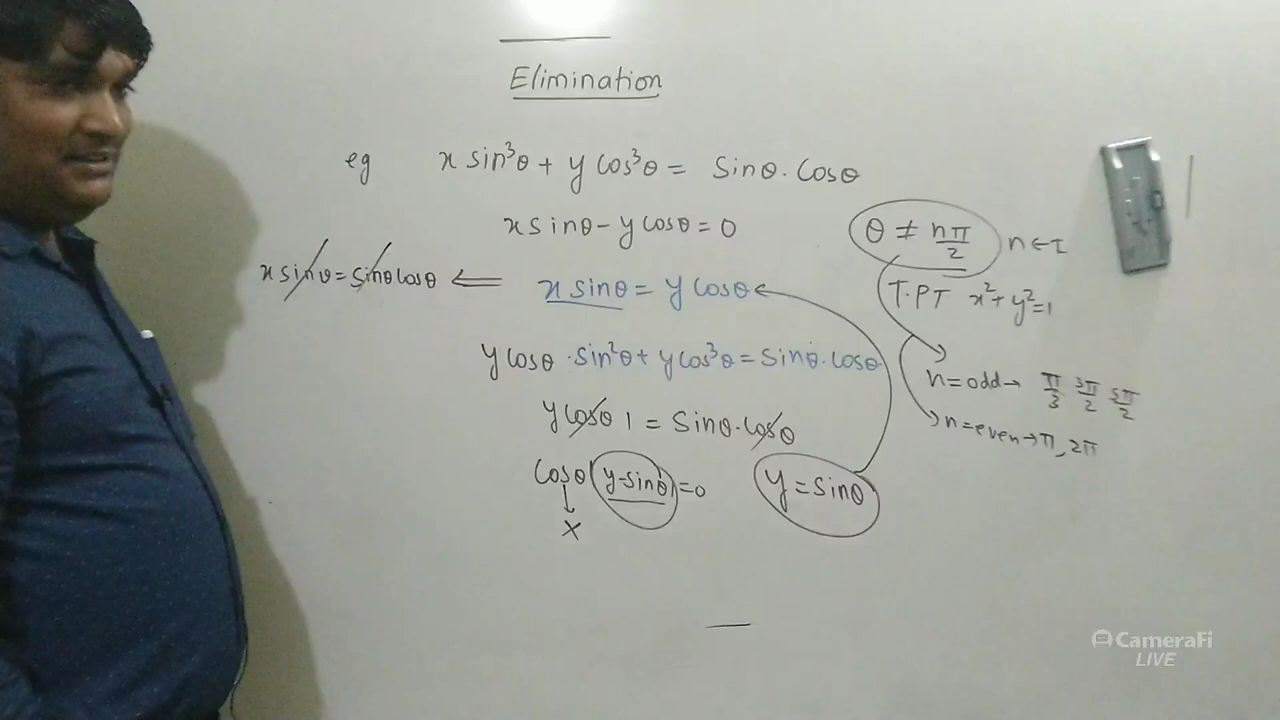 Elimination
eg x sin³θ + y cos³θ = sinθ. cosθ
x sinθ - y cosθ = 0
θ ≠ nπ/2 n ∈ I
x sinθ = sinθ cosθ ⇐ x sinθ = y cosθ
T.P.T x² + y² = 1
y cosθ . sin²θ + y cos³θ = sinθ. cosθ
n = odd → π/3 3π/2 5π/2
y cosθ 1 = sinθ. cosθ
n = even → π, 2π
cosθ (y - sinθ) = 0 y = sinθ
x
CameraFi
LIVE